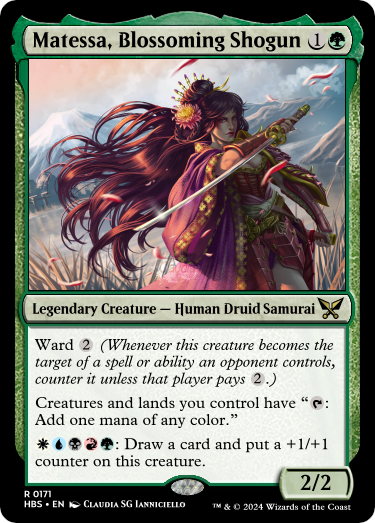 Matessa, Blossoming Shogun 1
Legendary Creature — Human Druid Samurai
Ward 2 (Whenever this creature becomes the
target of a spell or ability an opponent controls,
counter it unless that player pays 2.)
Creatures and lands you control have “:
Add one mana of any color.”
: Draw a card and put a +1/+1
counter on this creature.
2/2
R 0171
HBS • EN Claudia SG Ianniciello
™ & © 2024 Wizards of the Coast